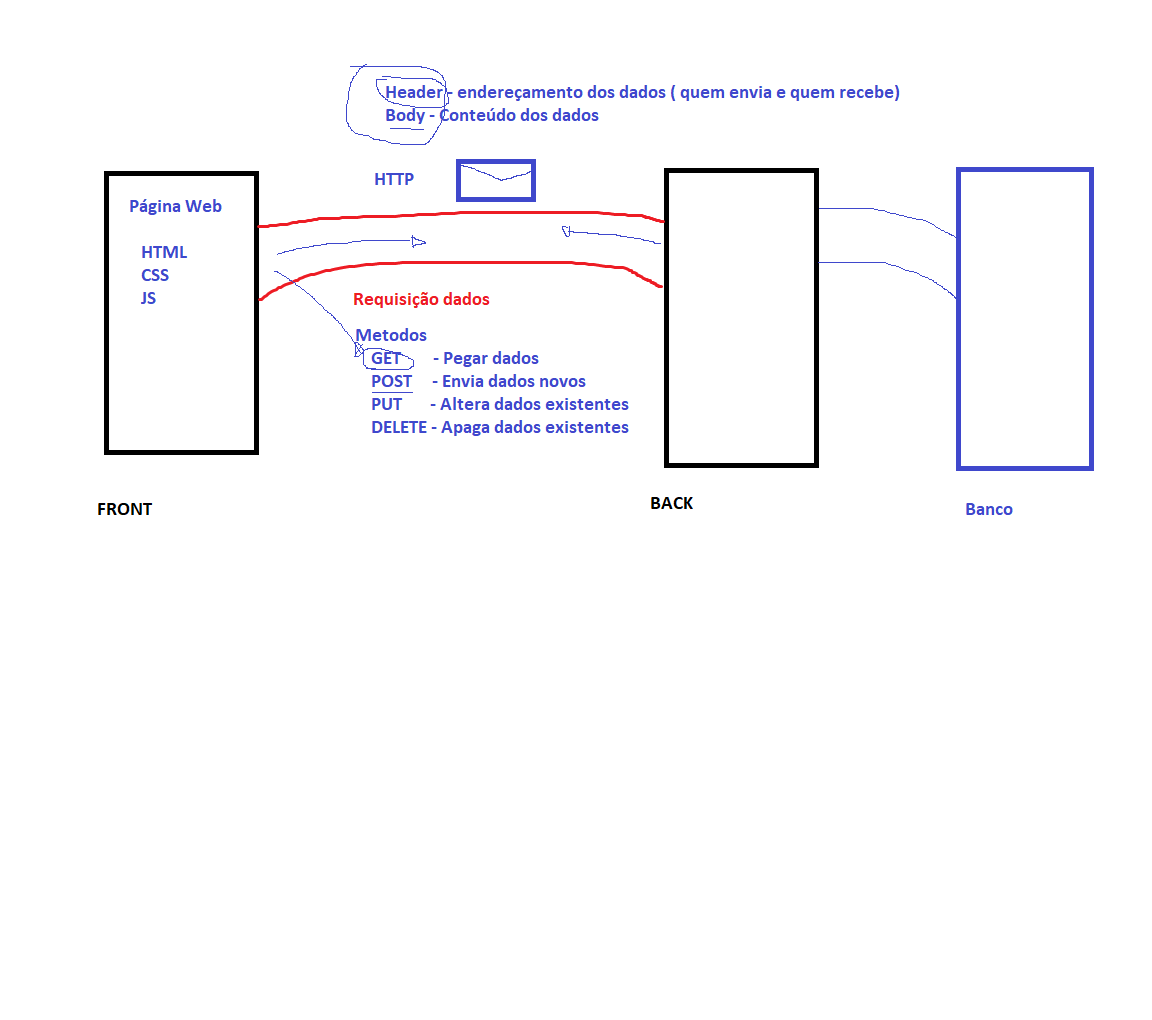 Header - endereçamento dos dados ( quem envia e quem recebe)
Body - Conteúdo dos dados
HTTP
Página Web
HTML
CSS
JS
Requisição dados
Metodos
GET - Pegar dados
POST - Envia dados novos
PUT - Altera dados existentes
DELETE - Apaga dados existentes
FRONT
BACK
Banco